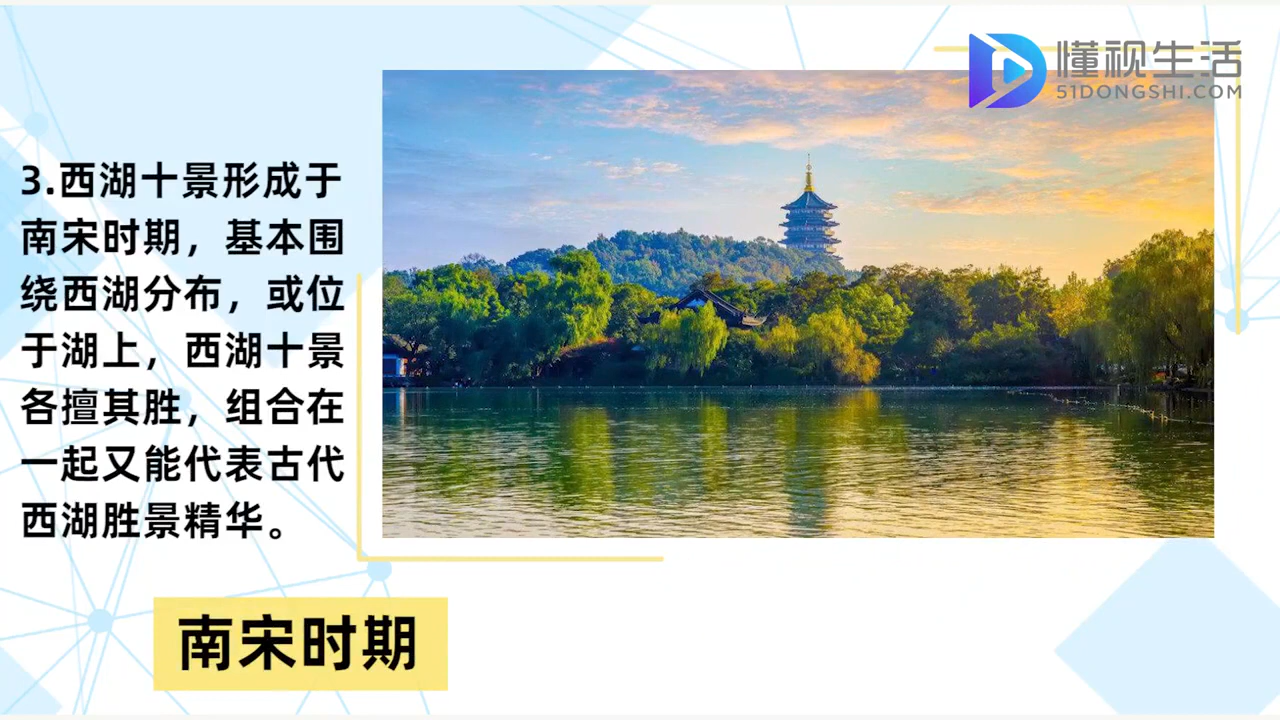 懂视生活
51DONGSHI.COM
3.西湖十景形成于
南宋时期，基本围
绕西湖分布，或位
于湖上，西湖十景
各擅其胜，组合在
一起又能代表古代
西湖胜景精华。
南宋时期